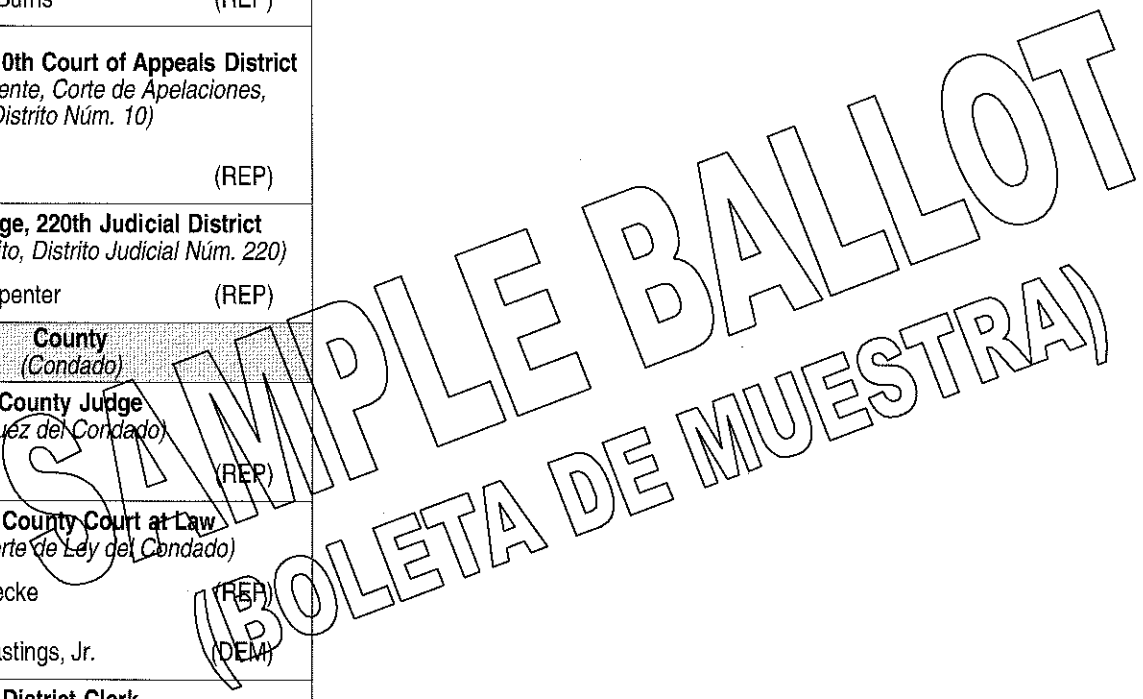 (REP)
0th Court of Appeals District
ente, Corte de Apelaciones,
Distrito Núm. 10)
(REP)
ge, 220th Judicial District
ito, Distrito Judicial Núm. 220)
penter (REP)
County
(Condado)
County Judge
uez del Condado)
(REP)
County Court at Law
rte de Ley del Condado)
ecke (REP)
astings, Jr. (DEM)
District Clerk
SAMPLE BALLOT
(BOLETA DE MUESTRA)